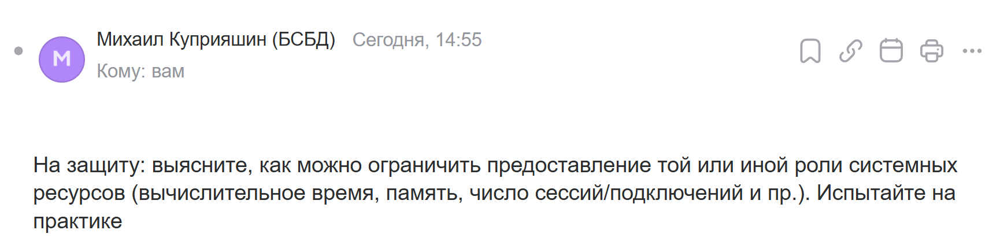 Михаил Куприяшин (БСБД) Сегодня, 14:55
М
Кому: вам
На защиту: выясните, как можно ограничить предоставление той или иной роли системных
ресурсов (вычислительное время, память, число сессий/подключений и пр.). Испытайте на
практике